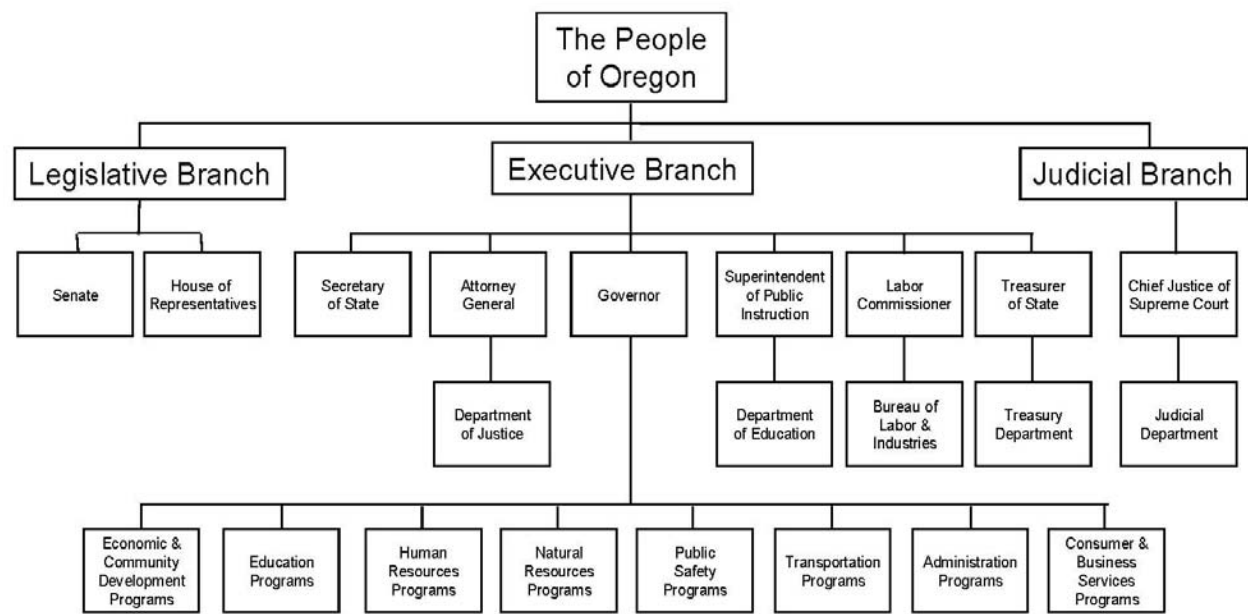 The People
of Oregon
Legislative Branch
Executive Branch
Judicial Branch
Senate
House of
Representatives
Secretary
of State
Attorney
General
Governor
Superintendent
of Public
Instruction
Labor
Commissioner
Treasurer
of State
Chief Justice of
Supreme Court
Department
of Justice
Department
of Education
Bureau of
Labor &
Industries
Treasury
Department
Judicial
Department
Economic &
Community
Development
Programs
Education
Programs
Human
Resources
Programs
Natural
Resources
Programs
Public
Safety
Programs
Transportation
Programs
Administration
Programs
Consumer &
Business
Services
Programs